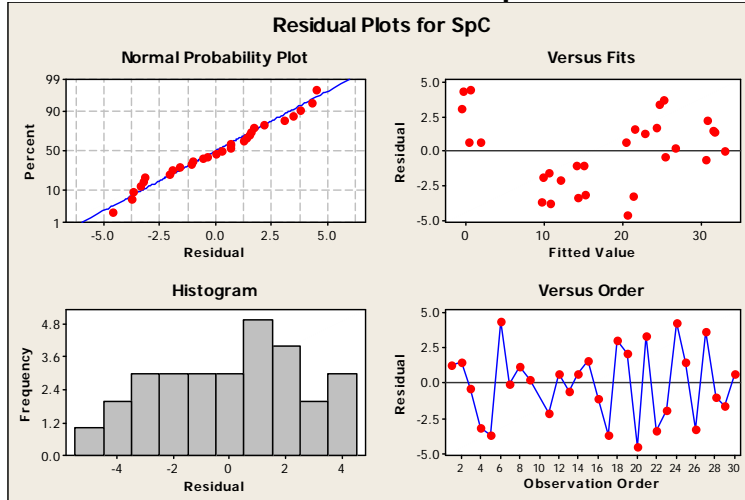 Residual Plots for SpC
Normal Probability Plot
99
90
50
10
1
Percent
-5.0 -2.5 0.0 2.5 5.0
Residual
Versus Fits
5.0
2.5
0.0
-2.5
-5.0
Residual
0 10 20 30
Fitted Value
Histogram
4.8
3.6
2.4
1.2
0.0
Frequency
-4 -2 0 2 4
Residual
Versus Order
5.0
2.5
0.0
-2.5
-5.0
Residual
2 4 6 8 10 12 14 16 18 20 22 24 26 28 30
Observation Order